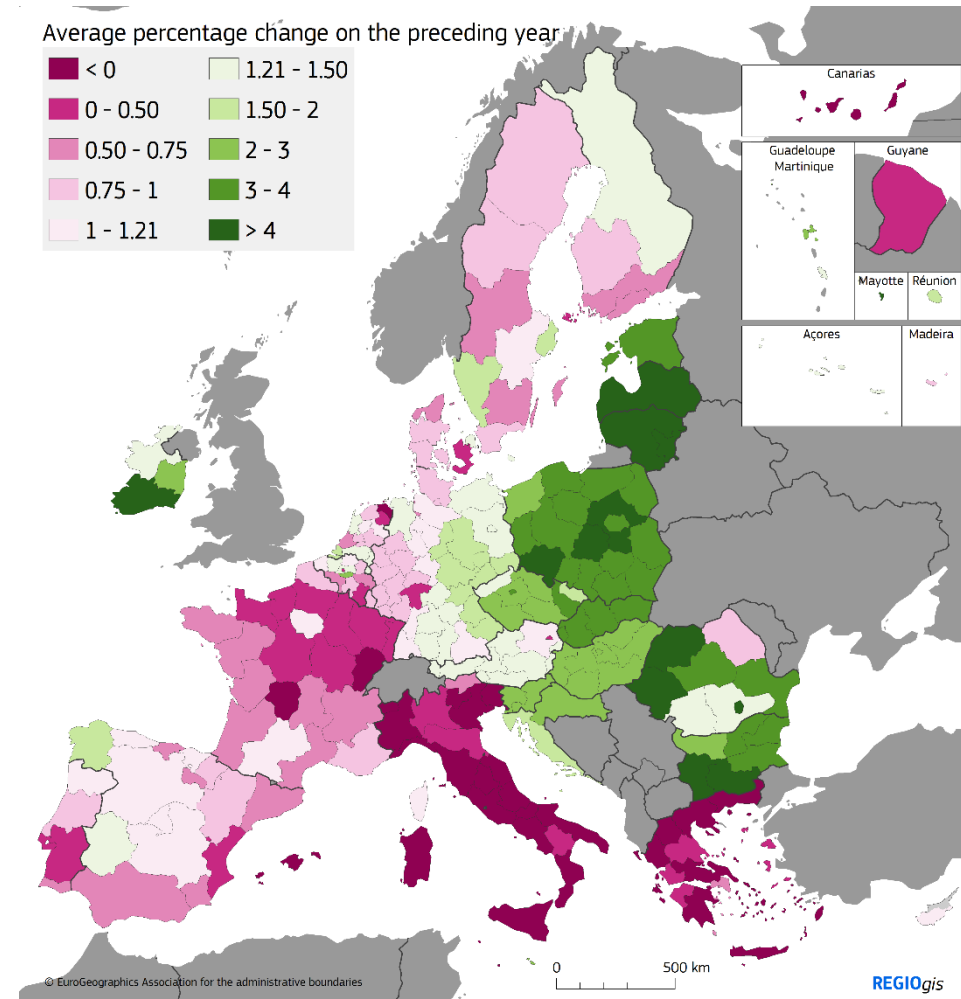 Average percentage change on the preceding year
< 0
0 - 0.50
0.50 - 0.75
0.75 - 1
1 - 1.21
1.21 - 1.50
1.50 - 2
2 - 3
3 - 4
> 4
Canarias
Guadeloupe
Martinique
Guyane
Mayotte
Réunion
Açores
Madeira
0
500 km
© EuroGeographics Association for the administrative boundaries
REGIOgis